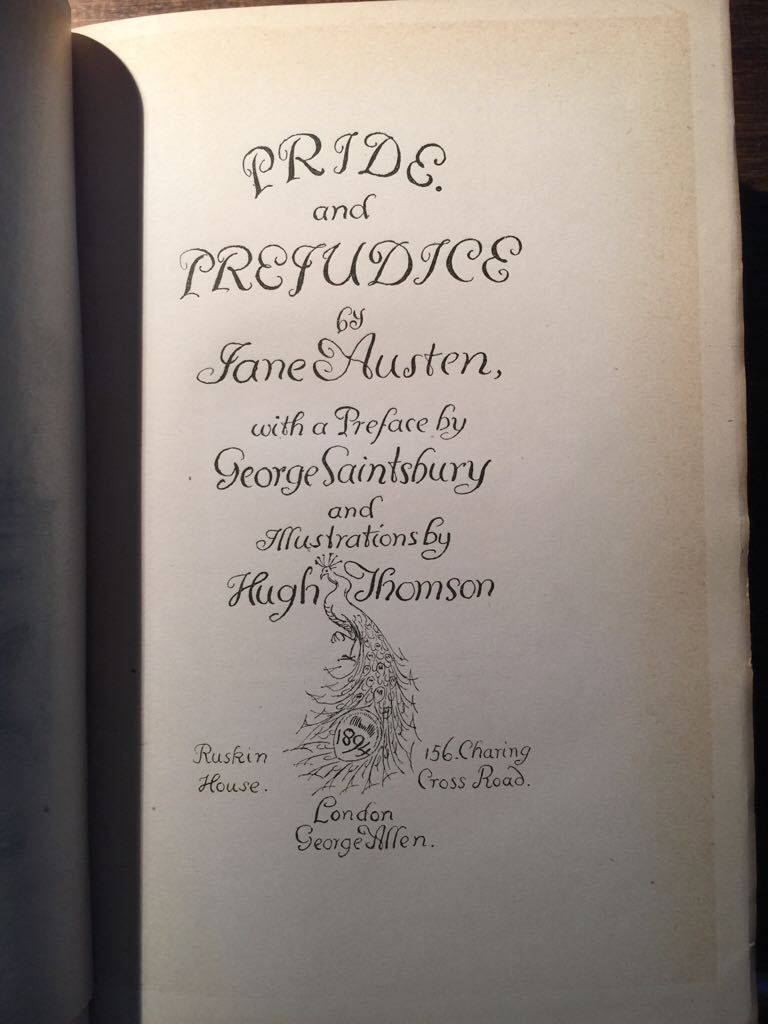 PRIDE.
and
PREJUDICE
by
Jane Austen,
with a Preface by
George Saintsbury
and
Illustrations by
Hugh Thomson
1894
Ruskin 156. Charing
House. Cross Road.
London
George Allen.